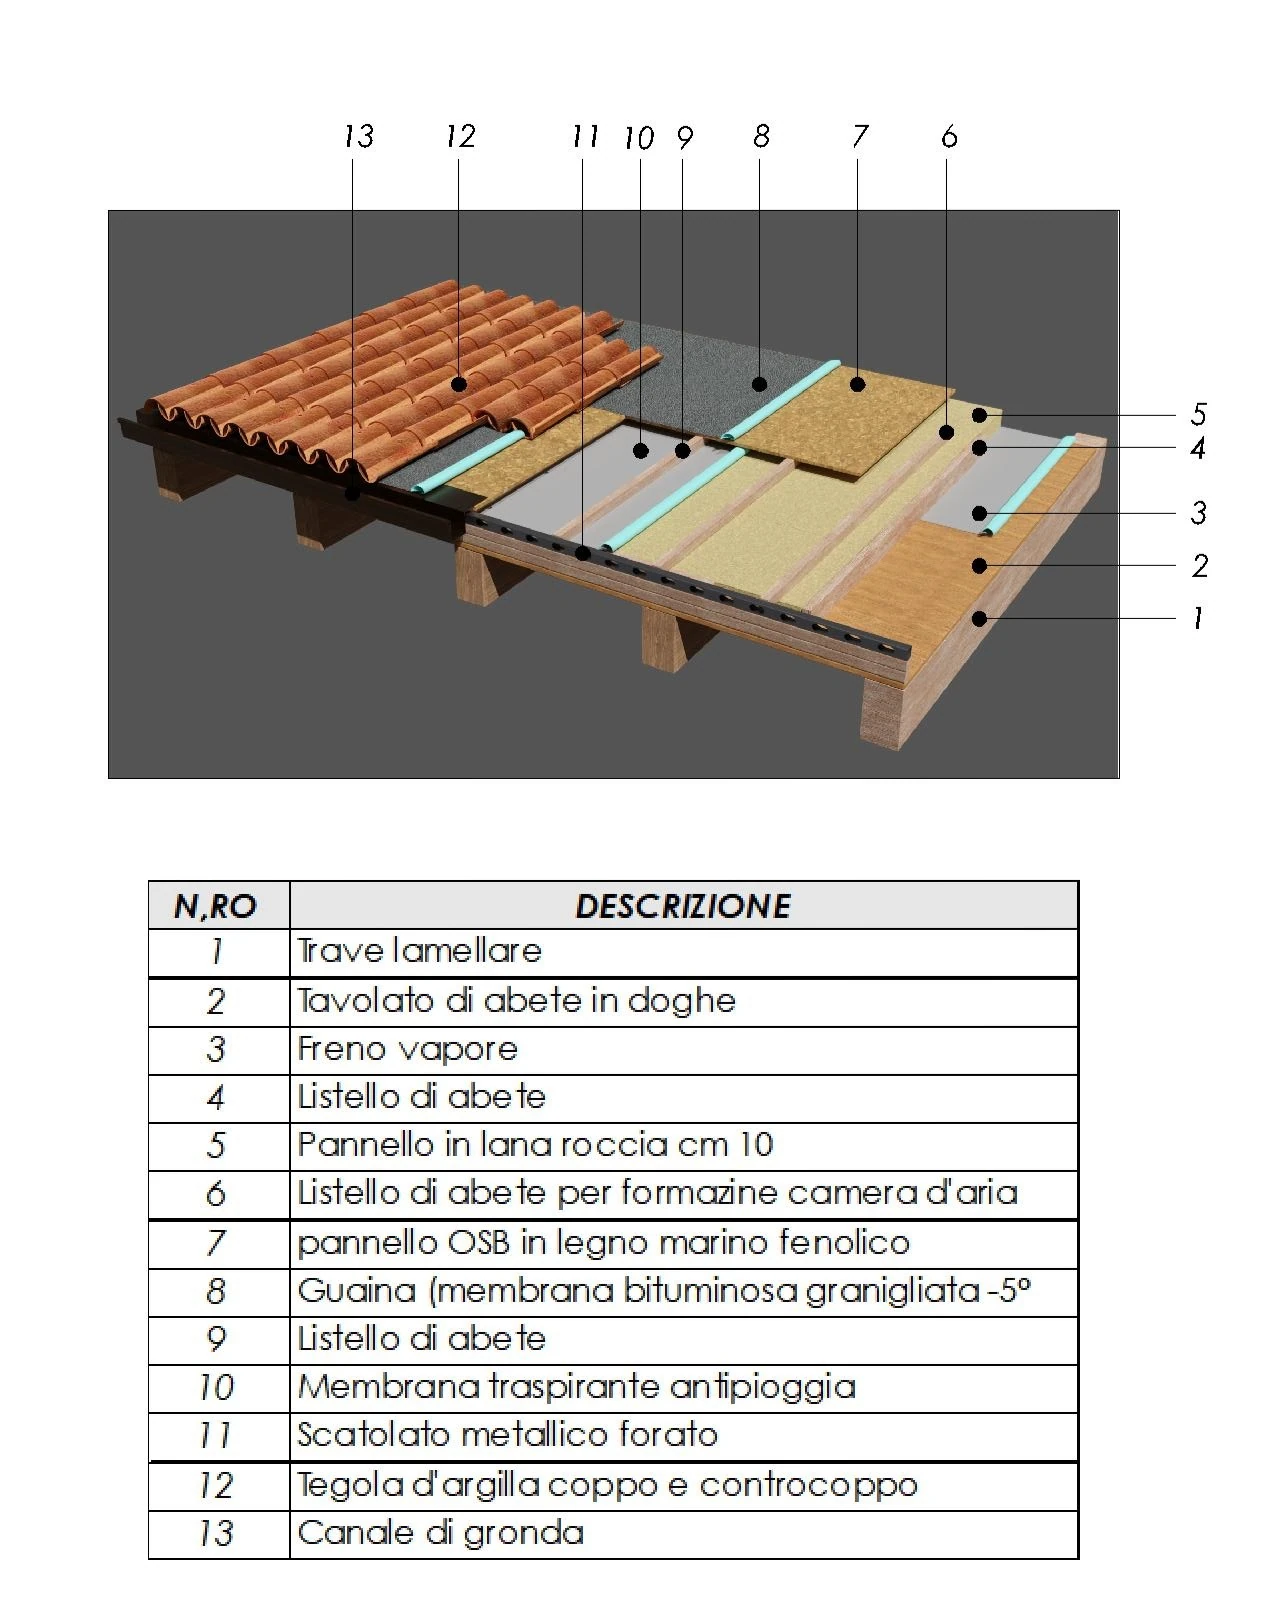 13 12 11 10 9 8 7 6
5
4
3
2
1
N,RO DESCRIZIONE
1 Trave lamellare
2 Tavolato di abete in doghe
3 Freno vapore
4 Listello di abete
5 Pannello in lana roccia cm 10
6 Listello di abete per formazine camera d'aria
7 pannello OSB in legno marino fenolico
8 Guaina (membrana bituminosa granigliata -5°
9 Listello di abete
10 Membrana traspirante antipioggia
11 Scatolato metallico forato
12 Tegola d'argilla coppo e controcoppo
13 Canale di gronda